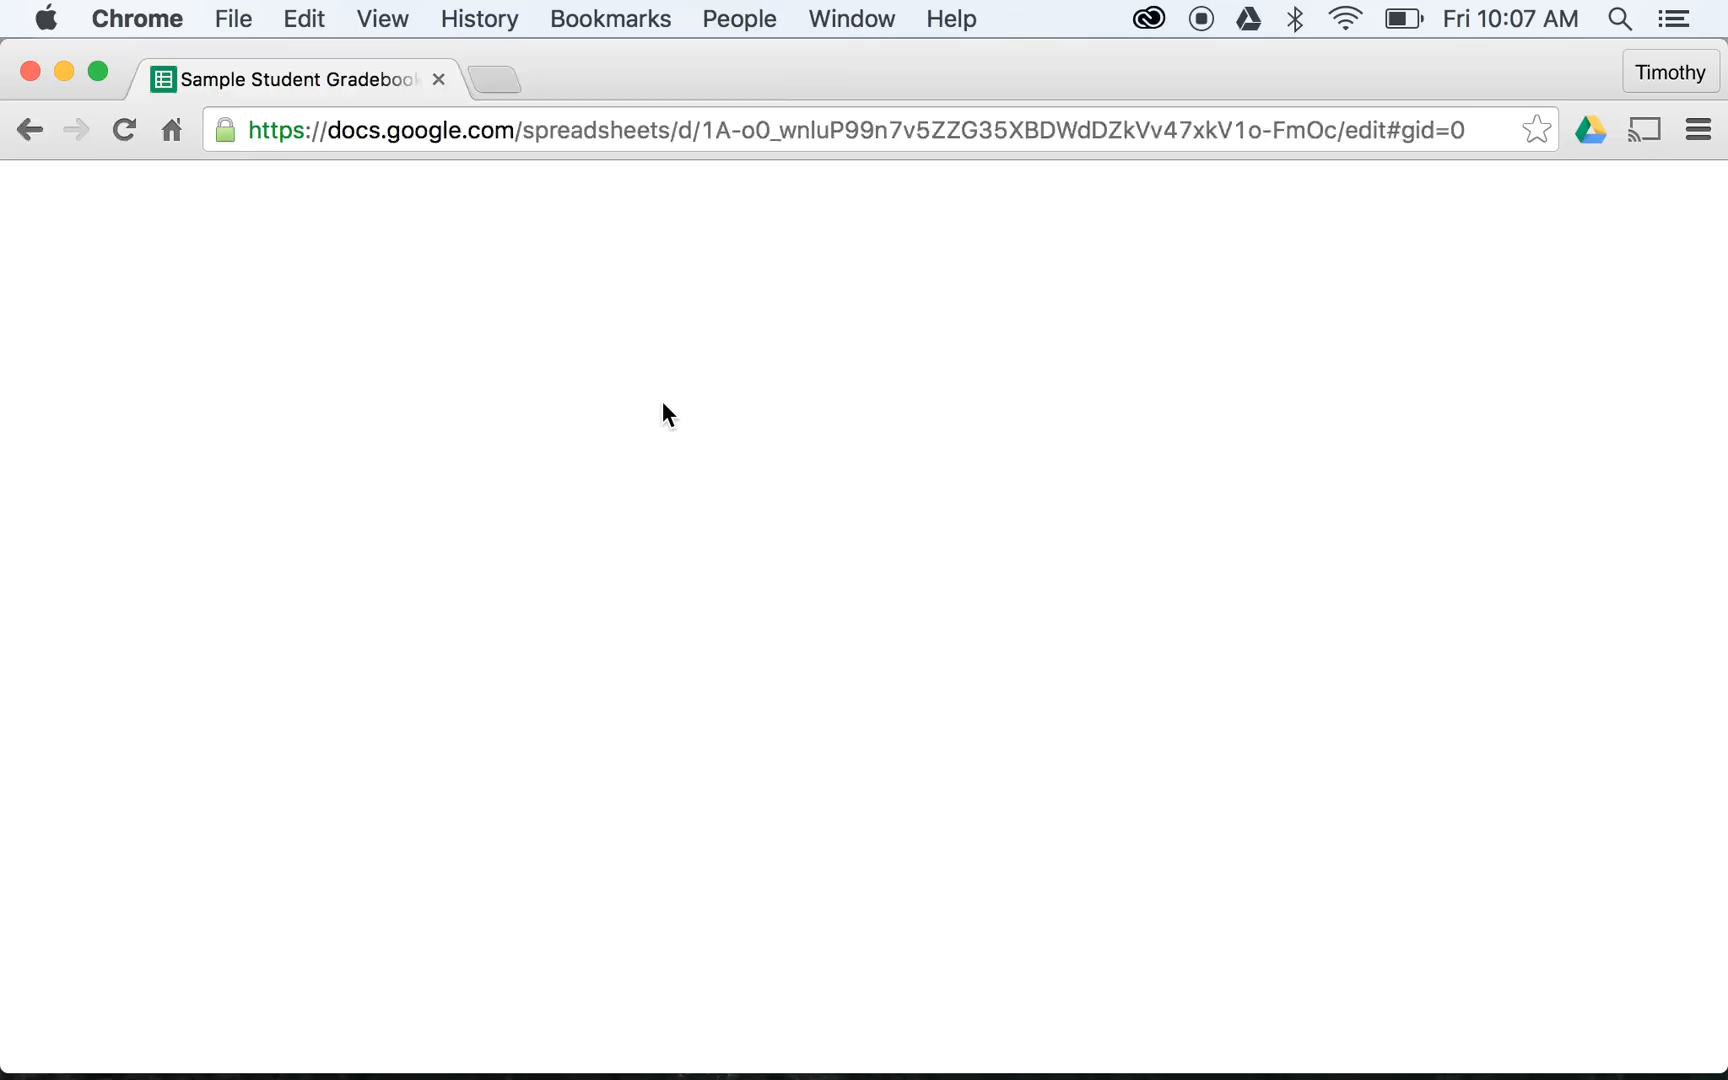 Chrome File Edit View History Bookmarks People Window Help Fri 10:07 AM
Sample Student Gradebook Timothy
https://docs.google.com/spreadsheets/d/1A-o0_wnluP99n7v5ZZG35XBDWdDZkVv47xkV1o-FmOc/edit#gid=0